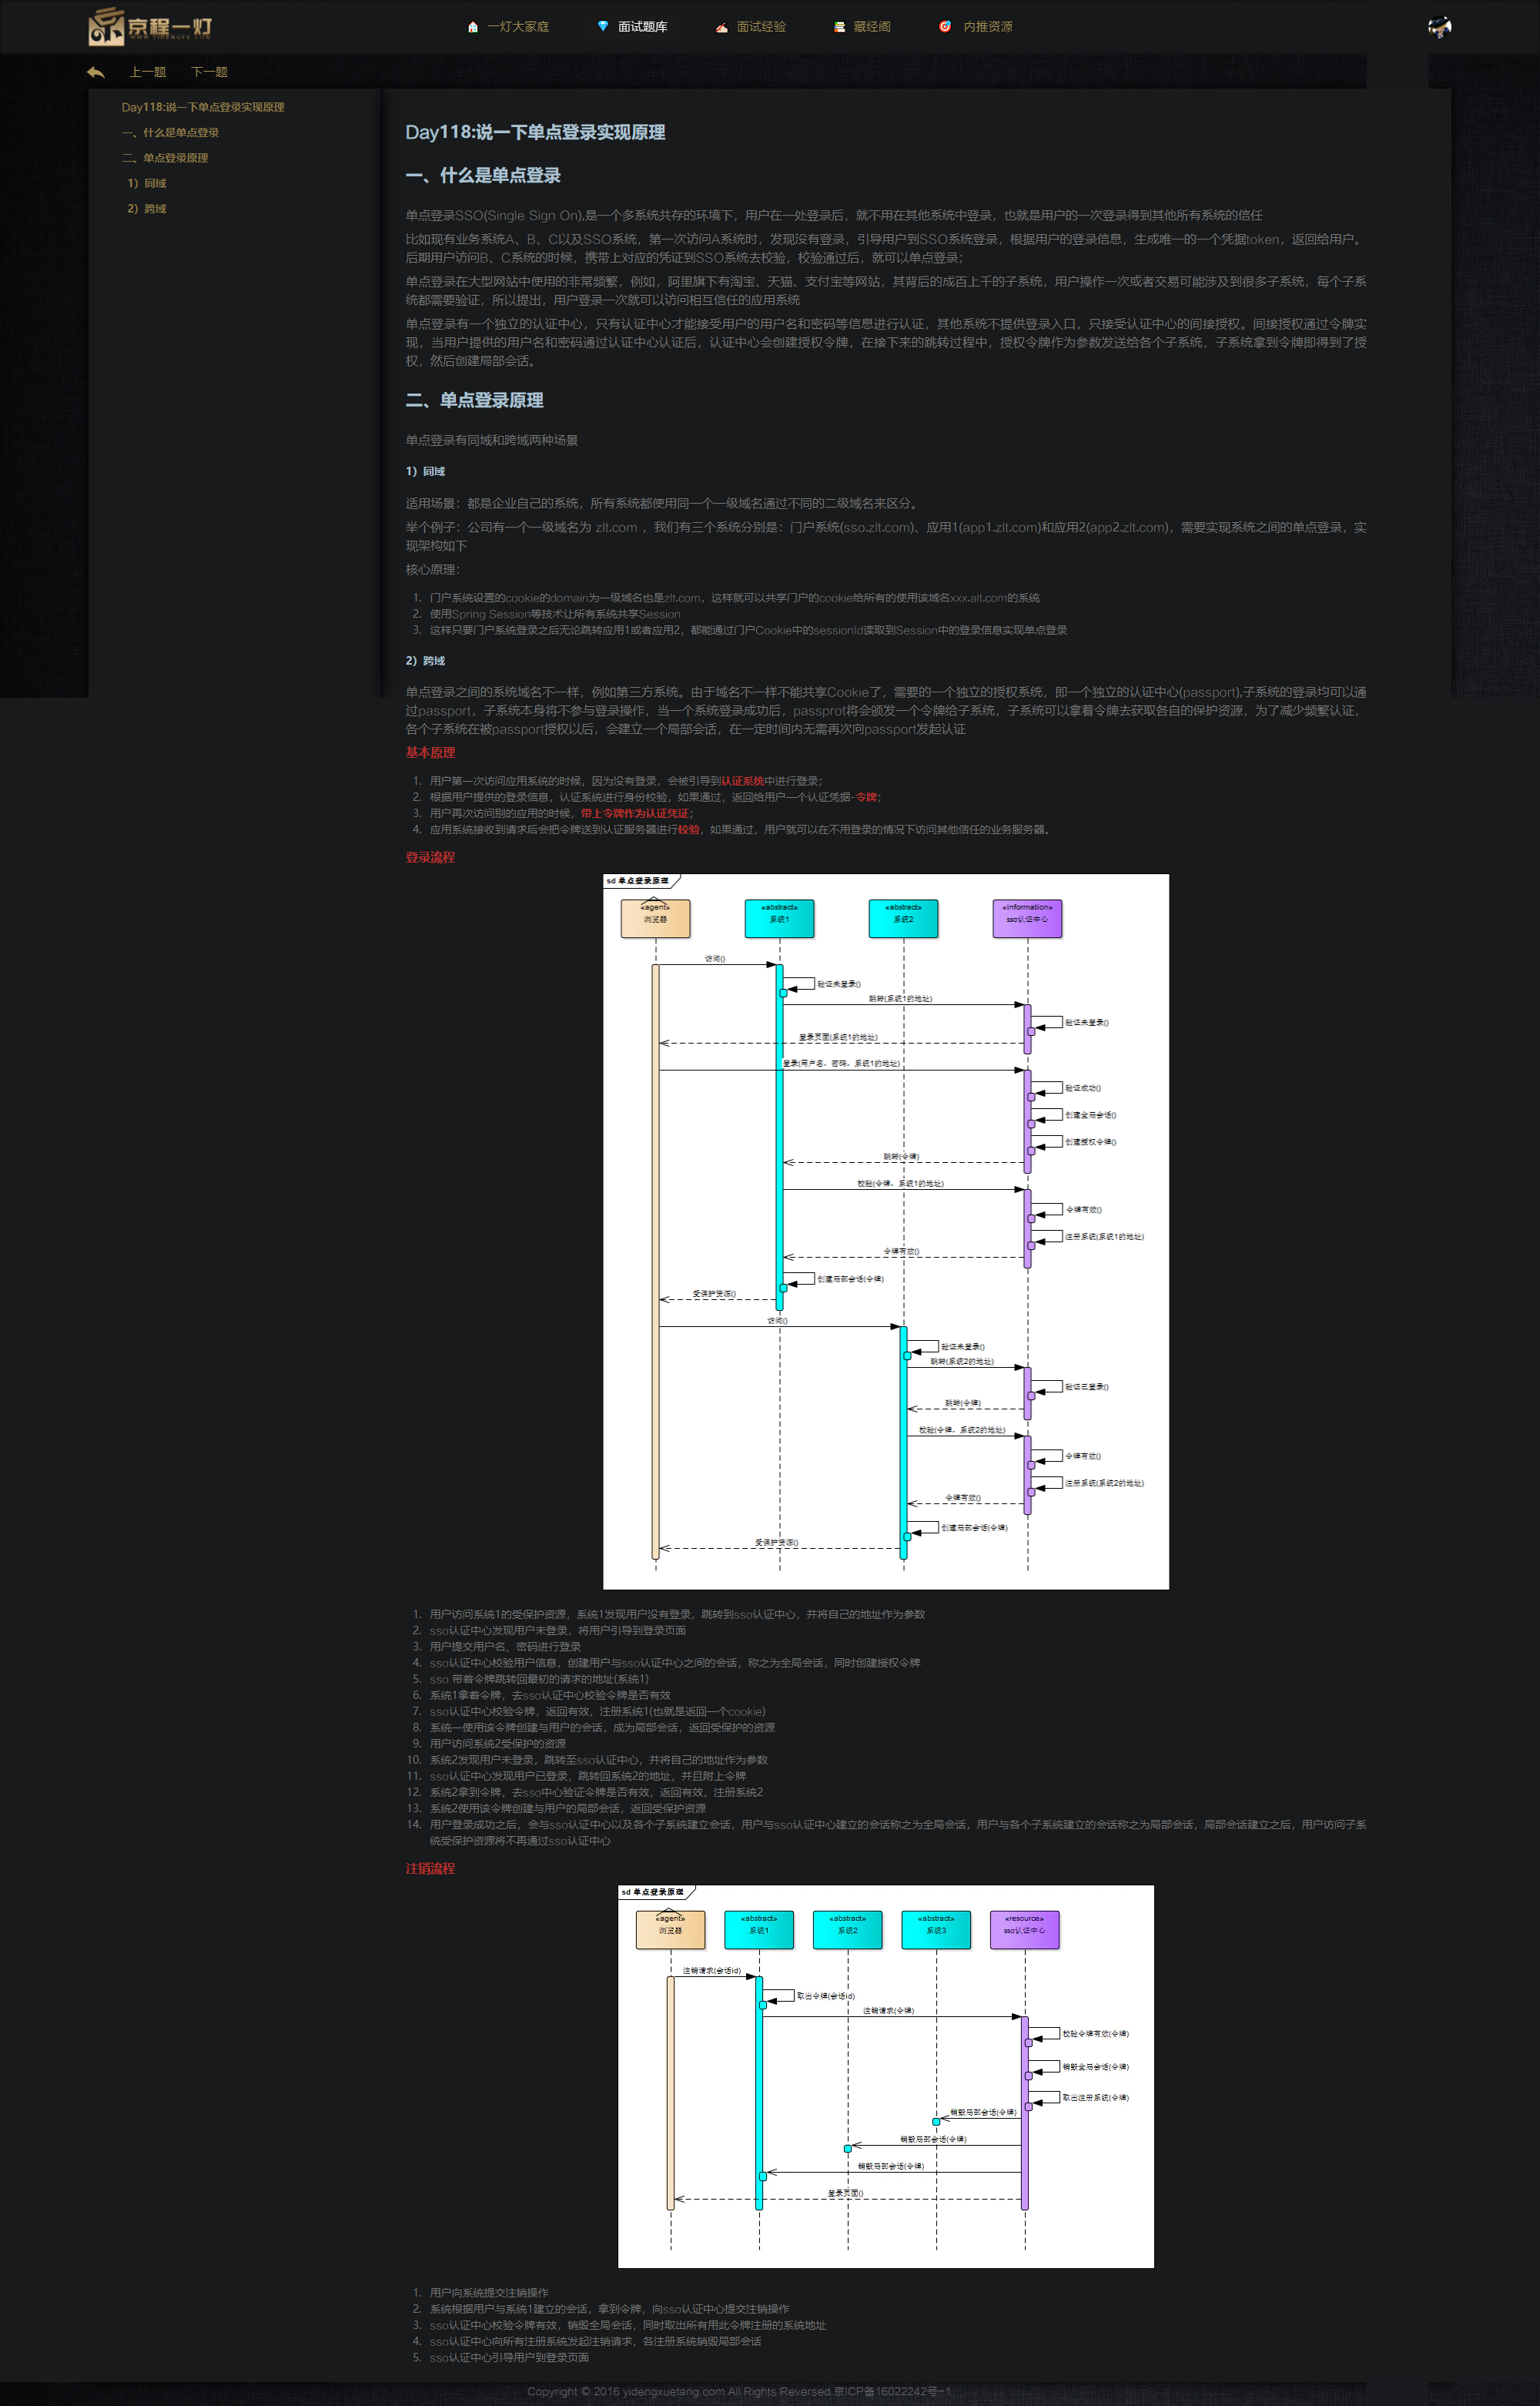 京程一灯
WWW.YIDENGFE.COM
一灯大家庭
面试题库
面试经验
藏经阁
内推资源
上一题
下一题
Day118:说一下单点登录实现原理
一、什么是单点登录
二、单点登录原理
1）同域
2）跨域
Day118:说一下单点登录实现原理
一、什么是单点登录
单点登录SSO(Single Sign On),是一个多系统共存的环境下，用户在一处登录后，就不用在其他系统中登录，也就是用户的一次登录得到其他所有系统的信任
比如现有业务系统A、B、C以及SSO系统，第一次访问A系统时，发现没有登录，引导用户到SSO系统登录，根据用户的登录信息，生成唯一的一个凭据token，返回给用户。
后期用户访问B、C系统的时候，携带上对应的凭证到SSO系统去校验，校验通过后，就可以单点登录；
单点登录在大型网站中使用的非常频繁，例如，阿里旗下有淘宝、天猫、支付宝等网站，其背后的成百上千的子系统，用户操作一次或者交易可能涉及到很多子系统，每个子系
统都需要验证，所以提出，用户登录一次就可以访问相互信任的应用系统
单点登录有一个独立的认证中心，只有认证中心才能接受用户的用户名和密码等信息进行认证，其他系统不提供登录入口，只接受认证中心的间接授权。间接授权通过令牌实
现，当用户提供的用户名和密码通过认证中心认证后，认证中心会创建授权令牌，在接下来的跳转过程中，授权令牌作为参数发送给各个子系统，子系统拿到令牌即得到了授
权，然后创建局部会话。
二、单点登录原理
单点登录有同域和跨域两种场景
1）同域
适用场景：都是企业自己的系统，所有系统都使用同一个一级域名通过不同的二级域名来区分。
举个例子：公司有一个一级域名为 zlt.com ，我们有三个系统分别是：门户系统(sso.zlt.com)、应用1(app1.zlt.com)和应用2(app2.zlt.com)，需要实现系统之间的单点登录，实
现架构如下
核心原理：
1. 门户系统设置的cookie的domain为一级域名也是zlt.com，这样就可以共享门户的cookie给所有的使用该域名xxx.alt.com的系统
2. 使用Spring Session等技术让所有系统共享Session
3. 这样只要门户系统登录之后无论跳转应用1或者应用2，都能通过门户Cookie中的sessionId读取到Session中的登录信息实现单点登录
2）跨域
单点登录之间的系统域名不一样，例如第三方系统。由于域名不一样不能共享Cookie了，需要的一个独立的授权系统，即一个独立的认证中心(passport),子系统的登录均可以通
过passport，子系统本身将不参与登录操作，当一个系统登录成功后，passprot将会颁发一个令牌给子系统，子系统可以拿着令牌去获取各自的保护资源，为了减少频繁认证，
各个子系统在被passport授权以后，会建立一个局部会话，在一定时间内无需再次向passport发起认证
基本原理
1. 用户第一次访问应用系统的时候，因为没有登录，会被引导到认证系统中进行登录；
2. 根据用户提供的登录信息，认证系统进行身份校验，如果通过，返回给用户一个认证凭据-令牌；
3. 用户再次访问别的应用的时候，带上令牌作为认证凭证；
4. 应用系统接收到请求后会把令牌送到认证服务器进行校验，如果通过，用户就可以在不用登录的情况下访问其他信任的业务服务器。
登录流程
sd 单点登录原理
«agent»
浏览器
«abstract»
系统1
«abstract»
系统2
«information»
sso认证中心
访问()
验证未登录()
跳转(系统1的地址)
验证未登录()
登录页面(系统1的地址)
登录(用户名、密码、系统1的地址)
验证成功()
创建全局会话()
创建授权令牌()
跳转(令牌)
校验(令牌、系统1的地址)
令牌有效()
注册系统(系统1的地址)
令牌有效()
创建局部会话(令牌)
受保护资源()
访问()
验证未登录()
跳转(系统2的地址)
验证已登录()
跳转(令牌)
校验(令牌、系统2的地址)
令牌有效()
注册系统(系统2的地址)
令牌有效()
创建局部会话(令牌)
受保护资源()
1. 用户访问系统1的受保护资源，系统1发现用户没有登录，跳转到sso认证中心，并将自己的地址作为参数
2. sso认证中心发现用户未登录，将用户引导到登录页面
3. 用户提交用户名、密码进行登录
4. sso认证中心校验用户信息，创建用户与sso认证中心之间的会话，称之为全局会话，同时创建授权令牌
5. sso 带着令牌跳转回最初的请求的地址(系统1)
6. 系统1拿着令牌，去sso认证中心校验令牌是否有效
7. sso认证中心校验令牌，返回有效，注册系统1(也就是返回一个cookie)
8. 系统一使用该令牌创建与用户的会话，成为局部会话，返回受保护的资源
9. 用户访问系统2受保护的资源
10. 系统2发现用户未登录，跳转至sso认证中心，并将自己的地址作为参数
11. sso认证中心发现用户已登录，跳转回系统2的地址，并且附上令牌
12. 系统2拿到令牌，去sso中心验证令牌是否有效，返回有效，注册系统2
13. 系统2使用该令牌创建与用户的局部会话，返回受保护资源
14. 用户登录成功之后，会与sso认证中心以及各个子系统建立会话，用户与sso认证中心建立的会话称之为全局会话，用户与各个子系统建立的会话称之为局部会话，局部会话建立之后，用户访问子系
统受保护资源将不再通过sso认证中心
注销流程
sd 单点登录原理
«agent»
浏览器
«abstract»
系统1
«abstract»
系统2
«abstract»
系统3
«resource»
sso认证中心
注销请求(会话id)
取出令牌(会话id)
注销请求(令牌)
校验令牌有效(令牌)
销毁全局会话(令牌)
取出注册系统(令牌)
销毁局部会话(令牌)
销毁局部会话(令牌)
销毁局部会话(令牌)
登录页面()
1. 用户向系统提交注销操作
2. 系统根据用户与系统1建立的会话，拿到令牌，向sso认证中心提交注销操作
3. sso认证中心校验令牌有效，销毁全局会话，同时取出所有用此令牌注册的系统地址
4. sso认证中心向所有注册系统发起注销请求，各注册系统销毁局部会话
5. sso认证中心引导用户到登录页面
Copyright © 2016 yidengxuetang.com All Rights Reversed.京ICP备16022242号-1